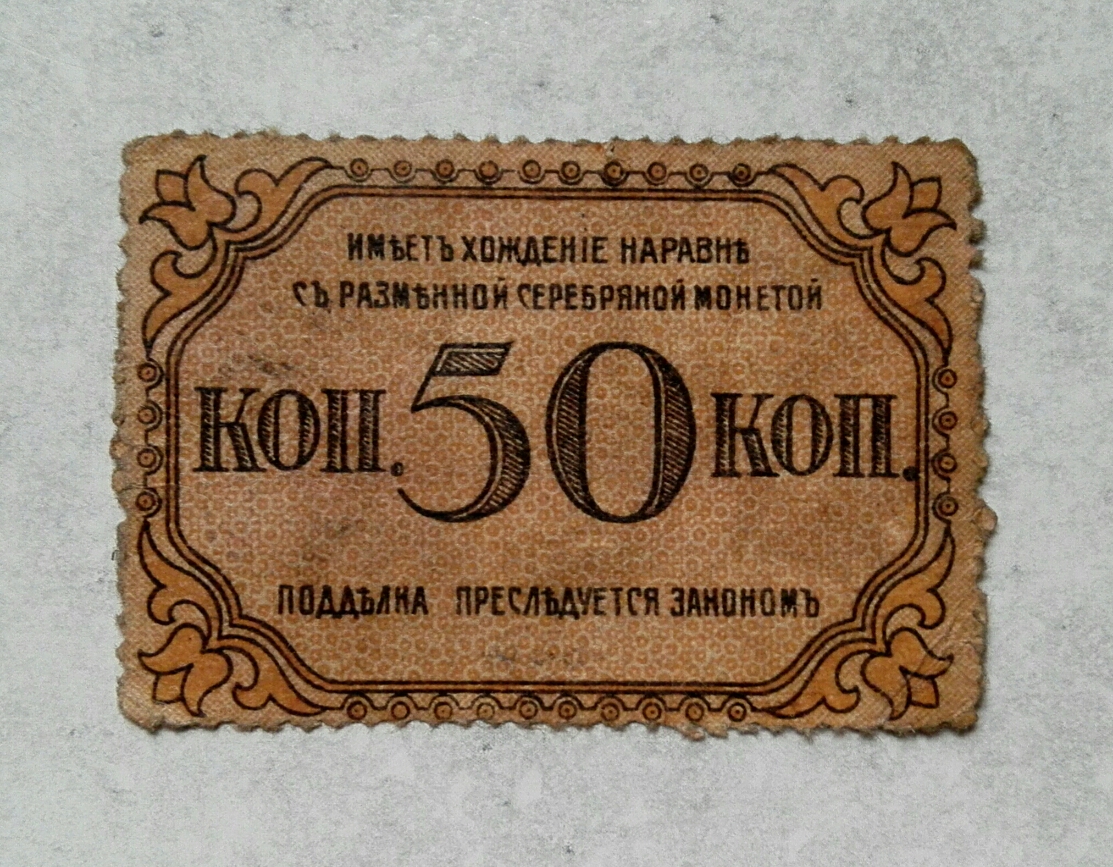 ИМѢЕТЪ ХОЖДЕНІЕ НАРАВНѢ
СЪ РАЗМѢННОЙ СЕРЕБРЯНОЙ МОНЕТОЙ
КОП. 50 КОП.
ПОДДѢЛКА ПРЕСЛѢДУЕТСЯ ЗАКОНОМЪ